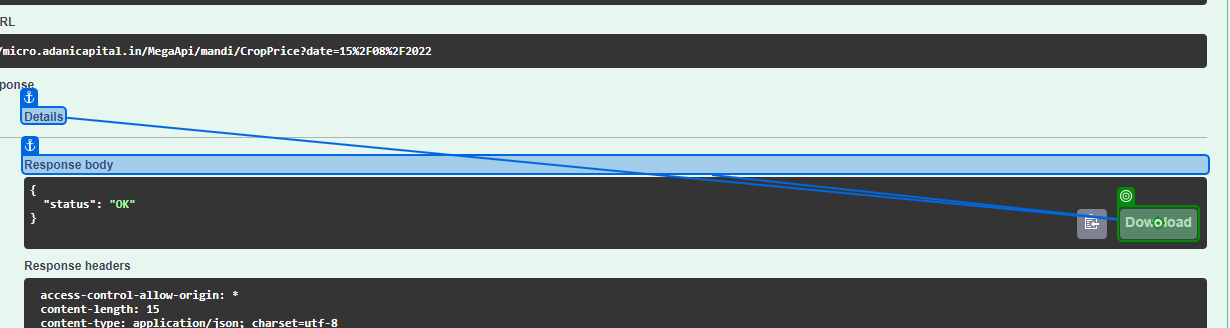 RL
/micro.adanicapital.in/MegaApi/mandi/CropPrice?date=15%2F08%2F2022
ponse
Details
Response body
{
"status": "OK"
}
Download
Response headers
access-control-allow-origin: *
content-length: 15
content-type: application/json; charset=utf-8